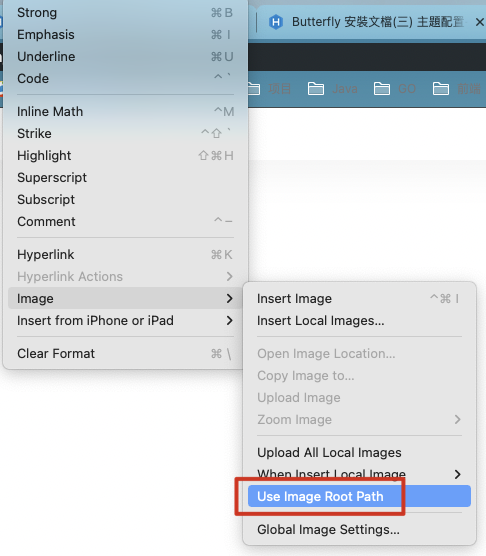 Strong ⌘B
Butterfly 安裝文檔(三) 主題配置
Emphasis ⌘I
Underline ⌘U
Code ⌃`
Java
GO
Inline Math ⌃M
Strike ⌃⇧`
Highlight ⇧⌘H
Superscript
Subscript
Comment ⌃−
Hyperlink ⌘K
Hyperlink Actions
Image
Insert from iPhone or iPad
Clear Format ⌘\
Insert Image ⌃⌘I
Insert Local Images...
Open Image Location...
Copy Image to...
Upload Image
Zoom Image
Upload All Local Images
When Insert Local Image
Use Image Root Path
Global Image Settings...